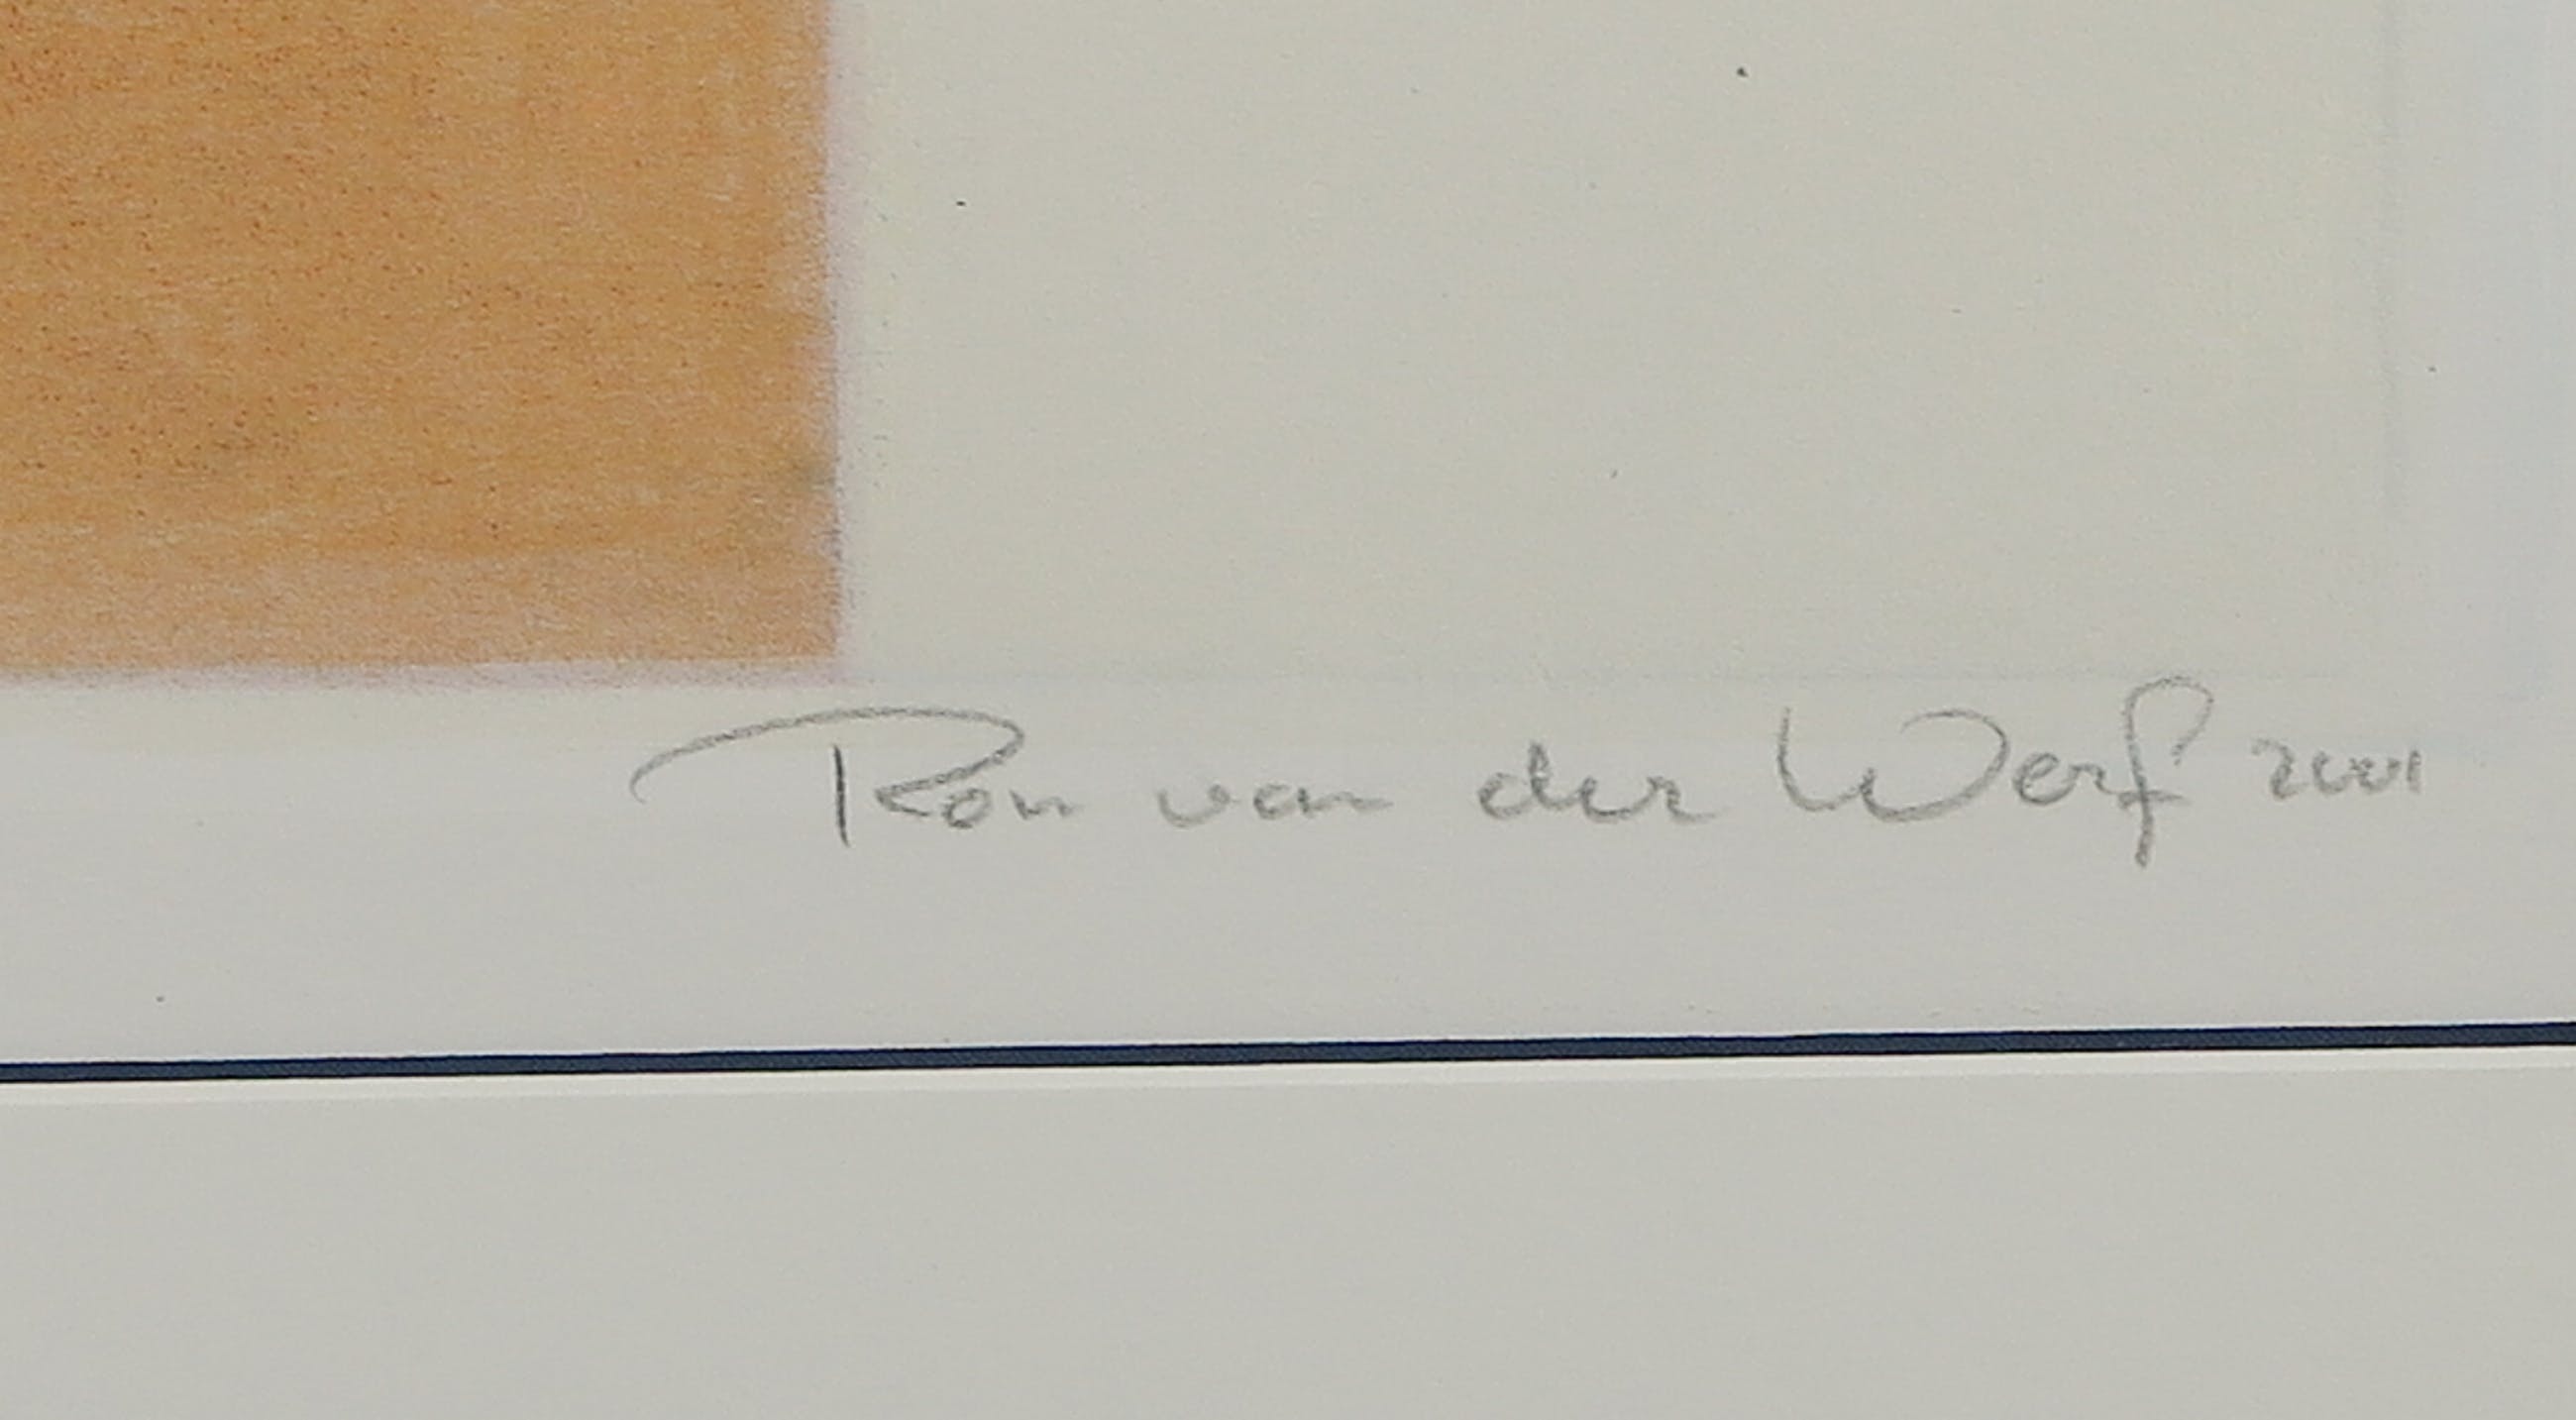 Ron van der Werf 2001